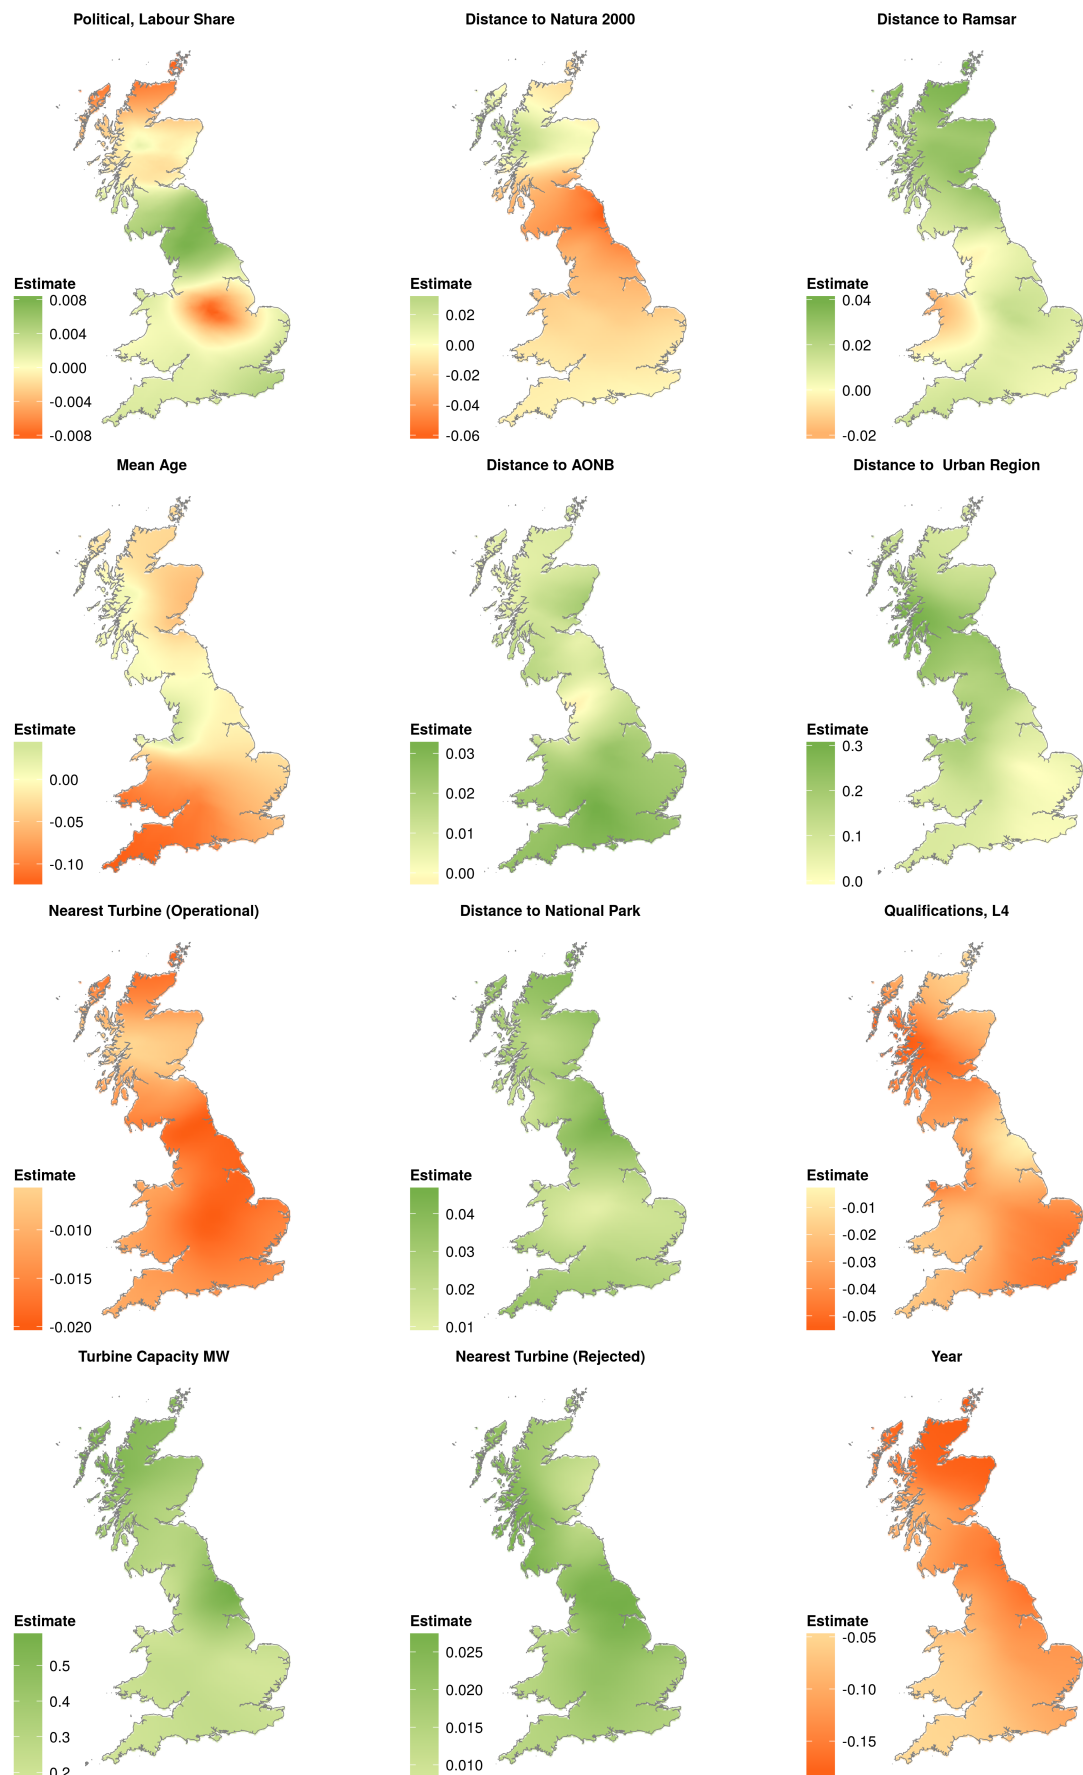 Political, Labour Share
Distance to Natura 2000
Distance to Ramsar
Estimate
0.008
0.004
0.000
-0.004
-0.008
Estimate
0.02
0.00
-0.02
-0.04
-0.06
Estimate
0.04
0.02
0.00
-0.02
Mean Age
Distance to AONB
Distance to  Urban Region
Estimate
0.00
-0.05
-0.10
Estimate
0.03
0.02
0.01
0.00
Estimate
0.3
0.2
0.1
0.0
Nearest Turbine (Operational)
Distance to National Park
Qualifications, L4
Estimate
-0.010
-0.015
-0.020
Estimate
0.04
0.03
0.02
0.01
Estimate
-0.01
-0.02
-0.03
-0.04
-0.05
Turbine Capacity MW
Nearest Turbine (Rejected)
Year
Estimate
0.5
0.4
0.3
0.2
Estimate
0.025
0.020
0.015
0.010
Estimate
-0.05
-0.10
-0.15